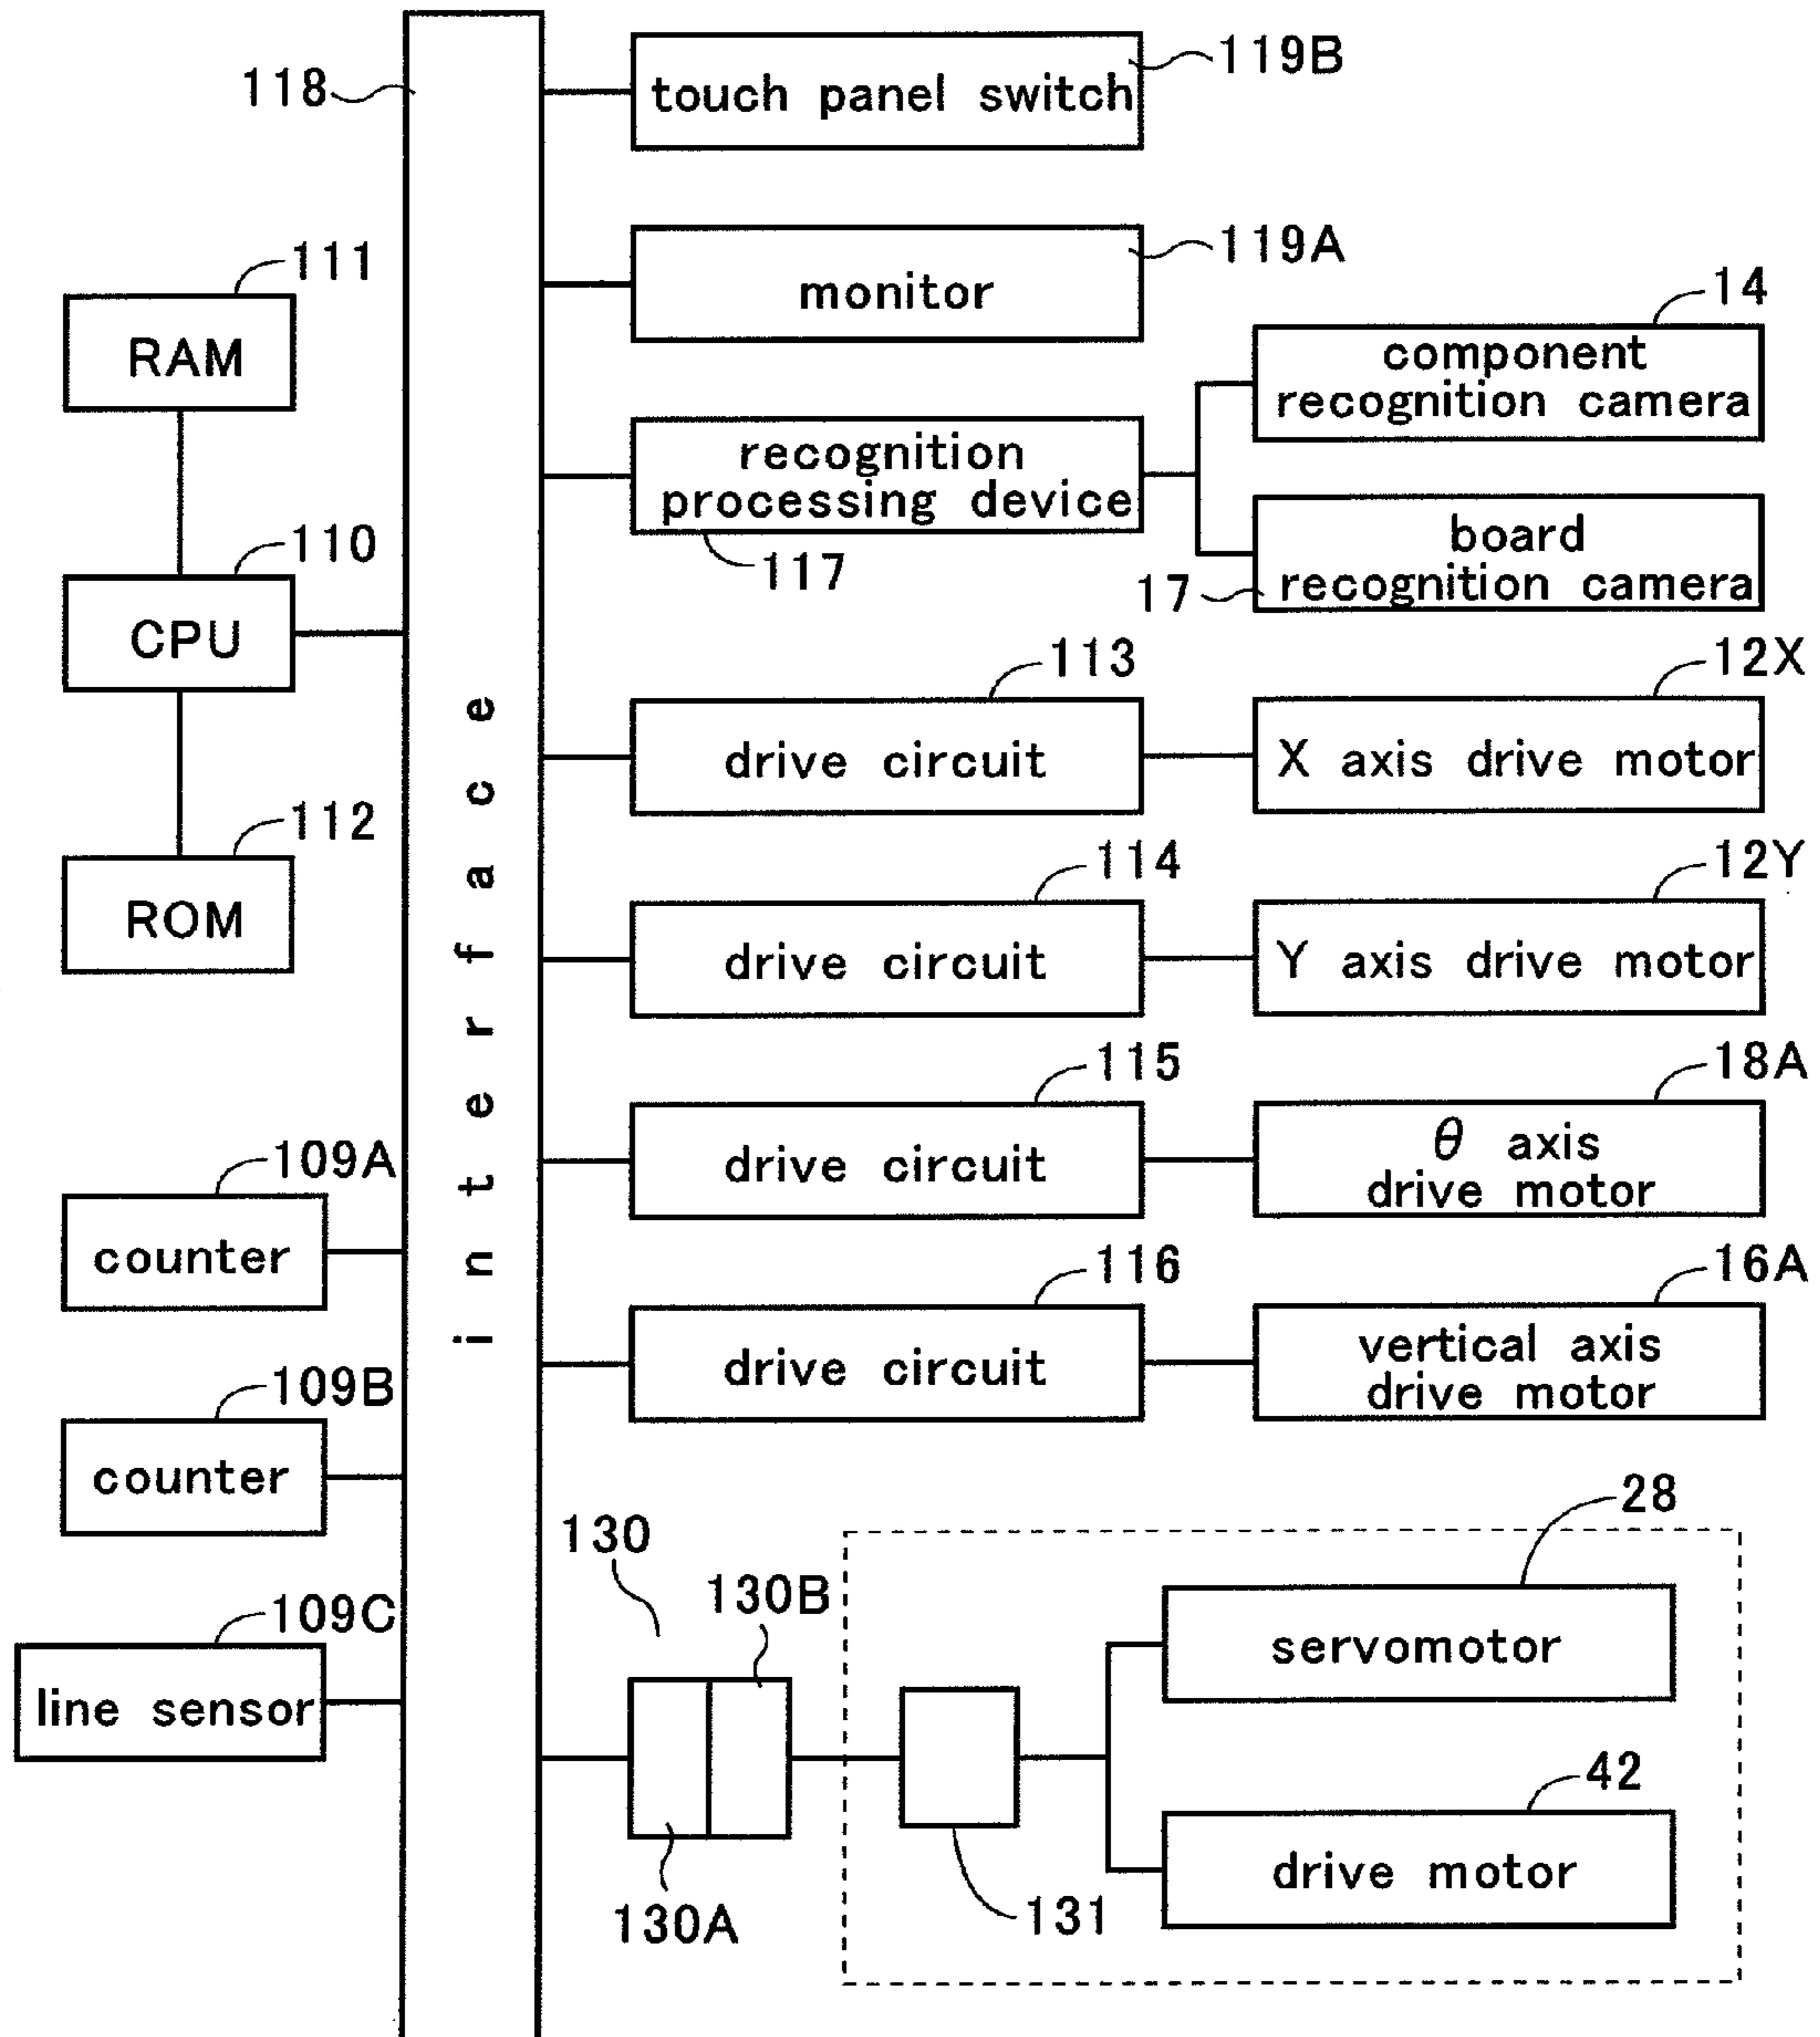 118
119B
touch panel switch
119A
monitor
111
RAM
14
component
recognition camera
recognition
processing device
117
board
recognition camera
17
110
CPU
113
drive circuit
12X
X axis drive motor
112
ROM
114
drive circuit
12Y
Y axis drive motor
interface
115
drive circuit
18A
θ axis
drive motor
109A
counter
116
drive circuit
16A
vertical axis
drive motor
109B
counter
109C
line sensor
130
130B
130A
28
servomotor
131
42
drive motor